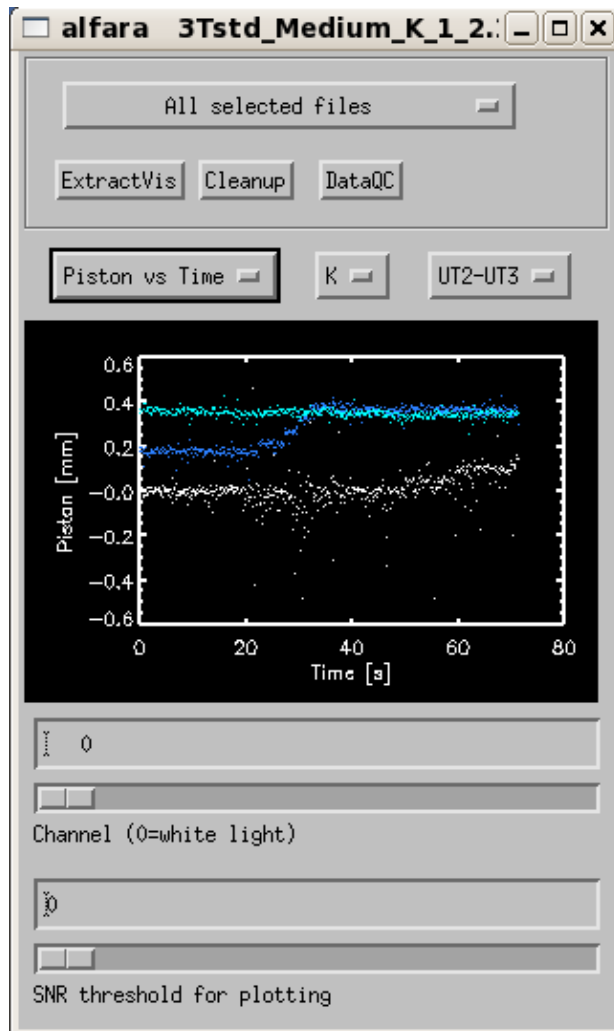 alfara 3Tstd_Medium_K_1_2.
All selected files
ExtractVis Cleanup DataQC
Piston vs Time K UT2-UT3
0.6
0.4
0.2
-0.0
-0.2
-0.4
-0.6
Piston [mm]
0 20 40 60 80
Time [s]
0
Channel (0=white light)
0
SNR threshold for plotting